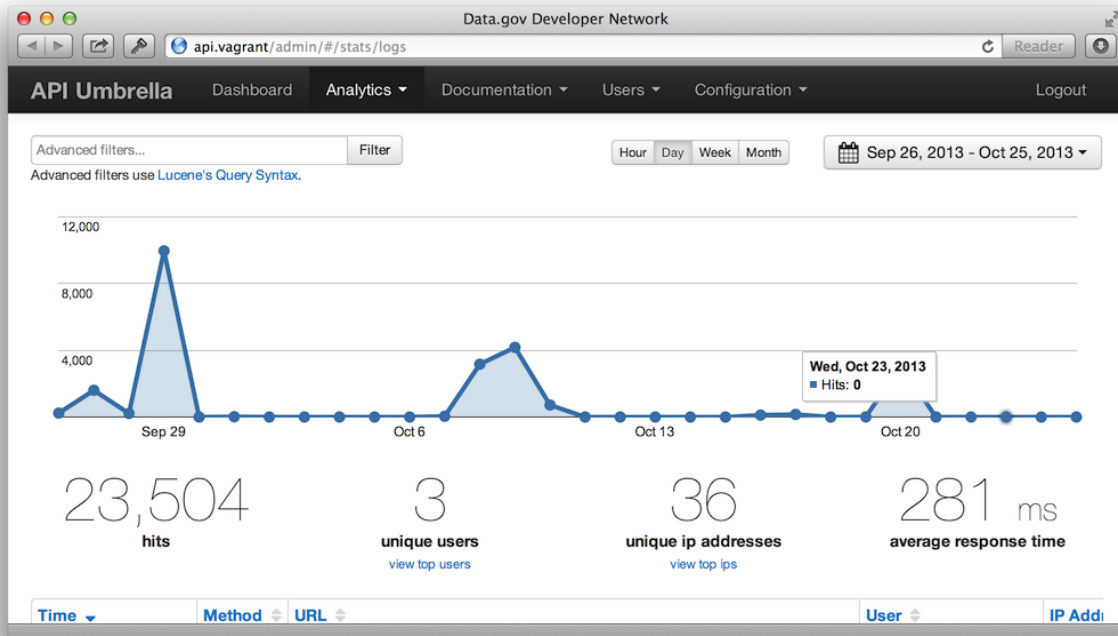 Data.gov Developer Network
api.vagrant/admin/#/stats/logs
Reader
API Umbrella Dashboard Analytics Documentation Users Configuration Logout
Advanced filters... Filter Hour Day Week Month Sep 26, 2013 - Oct 25, 2013
Advanced filters use Lucene's Query Syntax.
12,000
8,000
4,000
Wed, Oct 23, 2013
Hits: 0
Sep 29 Oct 6 Oct 13 Oct 20
23,504 3 36 281 ms
hits unique users unique ip addresses average response time
view top users view top ips
Time Method URL User IP Addr